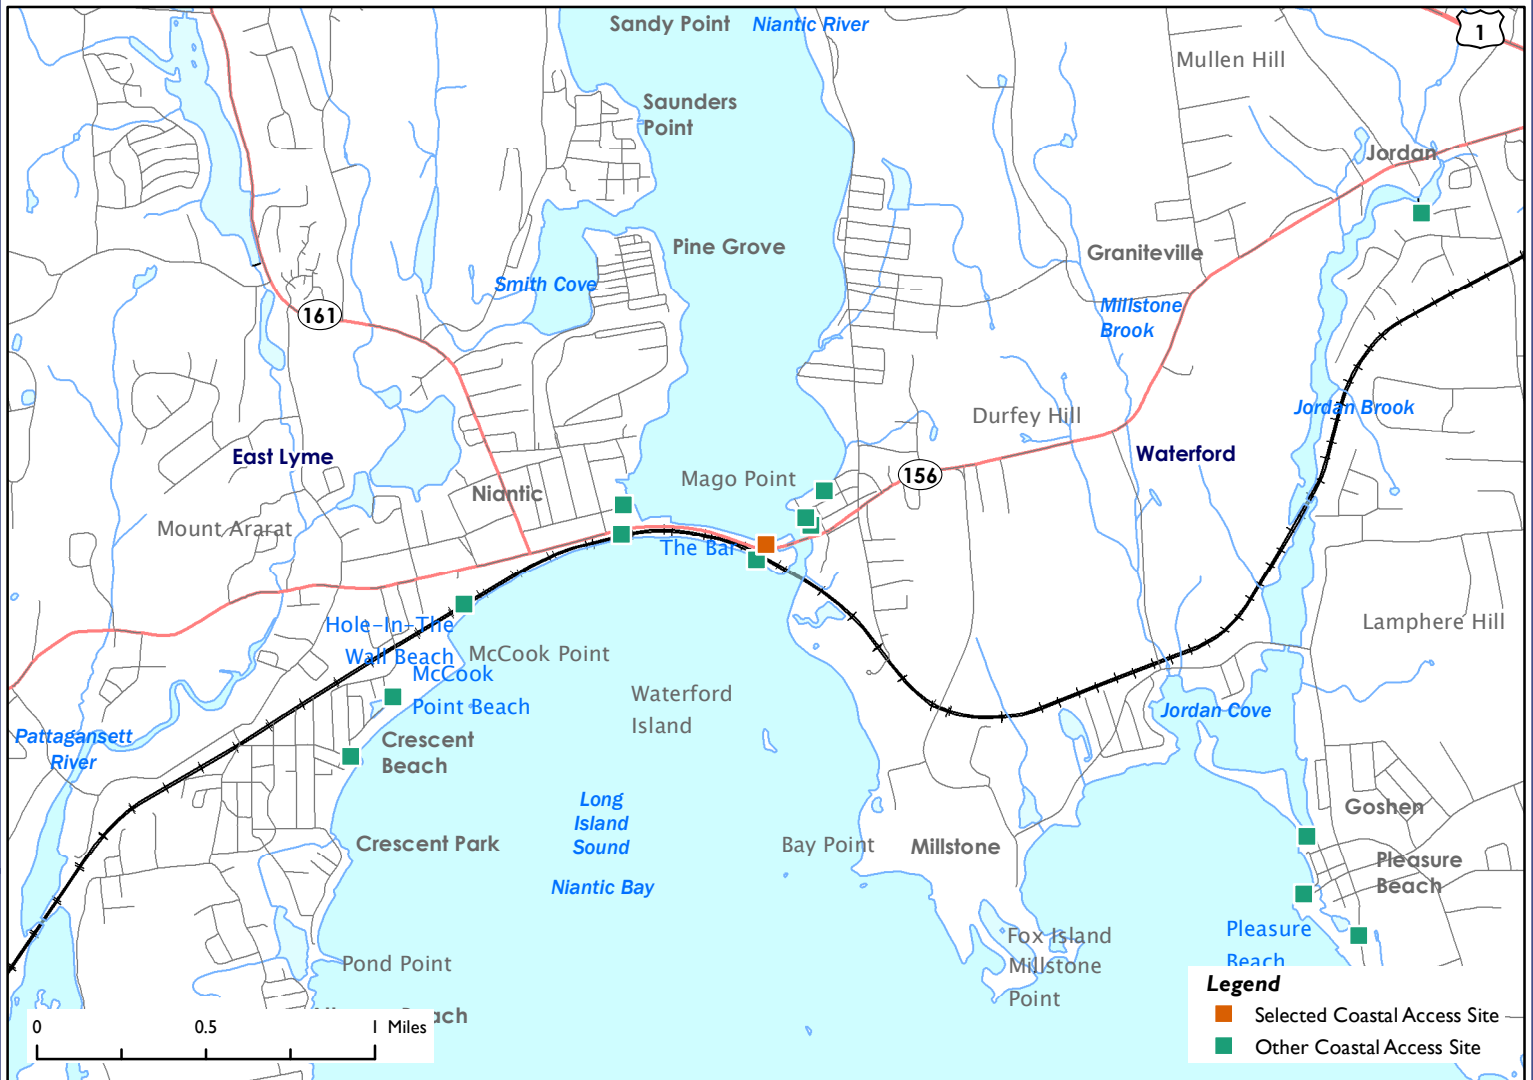 Sandy Point
Niantic River
1
Mullen Hill
Saunders
Point
Jordan
Pine Grove
Graniteville
Smith Cove
Millstone
Brook
161
Jordan Brook
Durfey Hill
East Lyme
Waterford
Mago Point
156
Niantic
Mount Ararat
The Bar
Hole-In-The
Wall Beach
McCook Point
Lamphere Hill
McCook
Point Beach
Waterford
Island
Jordan Cove
Pattagansett
River
Crescent
Beach
Long
Island
Sound
Goshen
Crescent Park
Bay Point
Millstone
Pleasure
Beach
Niantic Bay
Fox Island
Pleasure
Beach
Millstone
Point
Pond Point
ach
Legend
Selected Coastal Access Site
Other Coastal Access Site
0 0.5 1 Miles